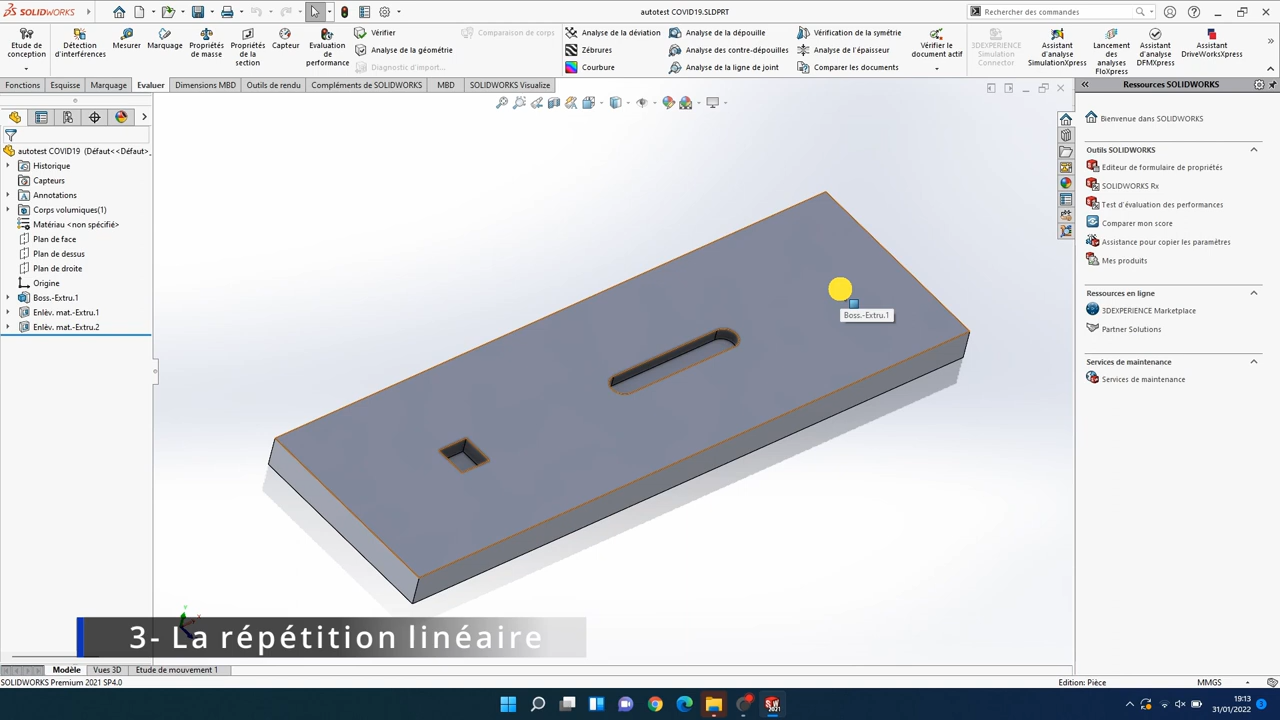 SOLIDWORKS
autotest COVID19.SLDPRT
Rechercher des commandes
Etude de conception
Détection d'interférences
Mesurer
Marquage
Propriétés de masse
Propriétés de la section
Capteur
Evaluation de performance
Vérifier
Analyse de la géométrie
Diagnostic d'import...
Comparaison de corps
Analyse de la déviation
Zébrures
Courbure
Analyse de la dépouille
Analyse des contre-dépouilles
Analyse de la ligne de joint
Vérification de la symétrie
Analyse de l'épaisseur
Comparer les documents
Vérifier le document actif
3DEXPERIENCE Simulation Connector
Assistant d'analyse SimulationXpress
Lancement des analyses FloXpress
Assistant d'analyse DFMXpress
Assistant DriveWorksXpress
Fonctions
Esquisse
Marquage
Evaluer
Dimensions MBD
Outils de rendu
Compléments de SOLIDWORKS
MBD
SOLIDWORKS Visualize
autotest COVID19 (Défaut<<Défaut>_
Historique
Capteurs
Annotations
Corps volumiques(1)
Matériau <non spécifié>
Plan de face
Plan de dessus
Plan de droite
Origine
Boss.-Extru.1
Enlèv. mat.-Extru.1
Enlèv. mat.-Extru.2
Boss.-Extru.1
Ressources SOLIDWORKS
Bienvenue dans SOLIDWORKS
Outils SOLIDWORKS
Editeur de formulaire de propriétés
SOLIDWORKS Rx
Test d'évaluation des performances
Comparer mon score
Assistance pour copier les paramètres
Mes produits
Ressources en ligne
3DEXPERIENCE Marketplace
Partner Solutions
Services de maintenance
Services de maintenance
3- La répétition linéaire
Modèle
Vues 3D
Etude de mouvement 1
SOLIDWORKS Premium 2021 SP4.0
Edition: Pièce
MMGS
19:13
31/01/2022